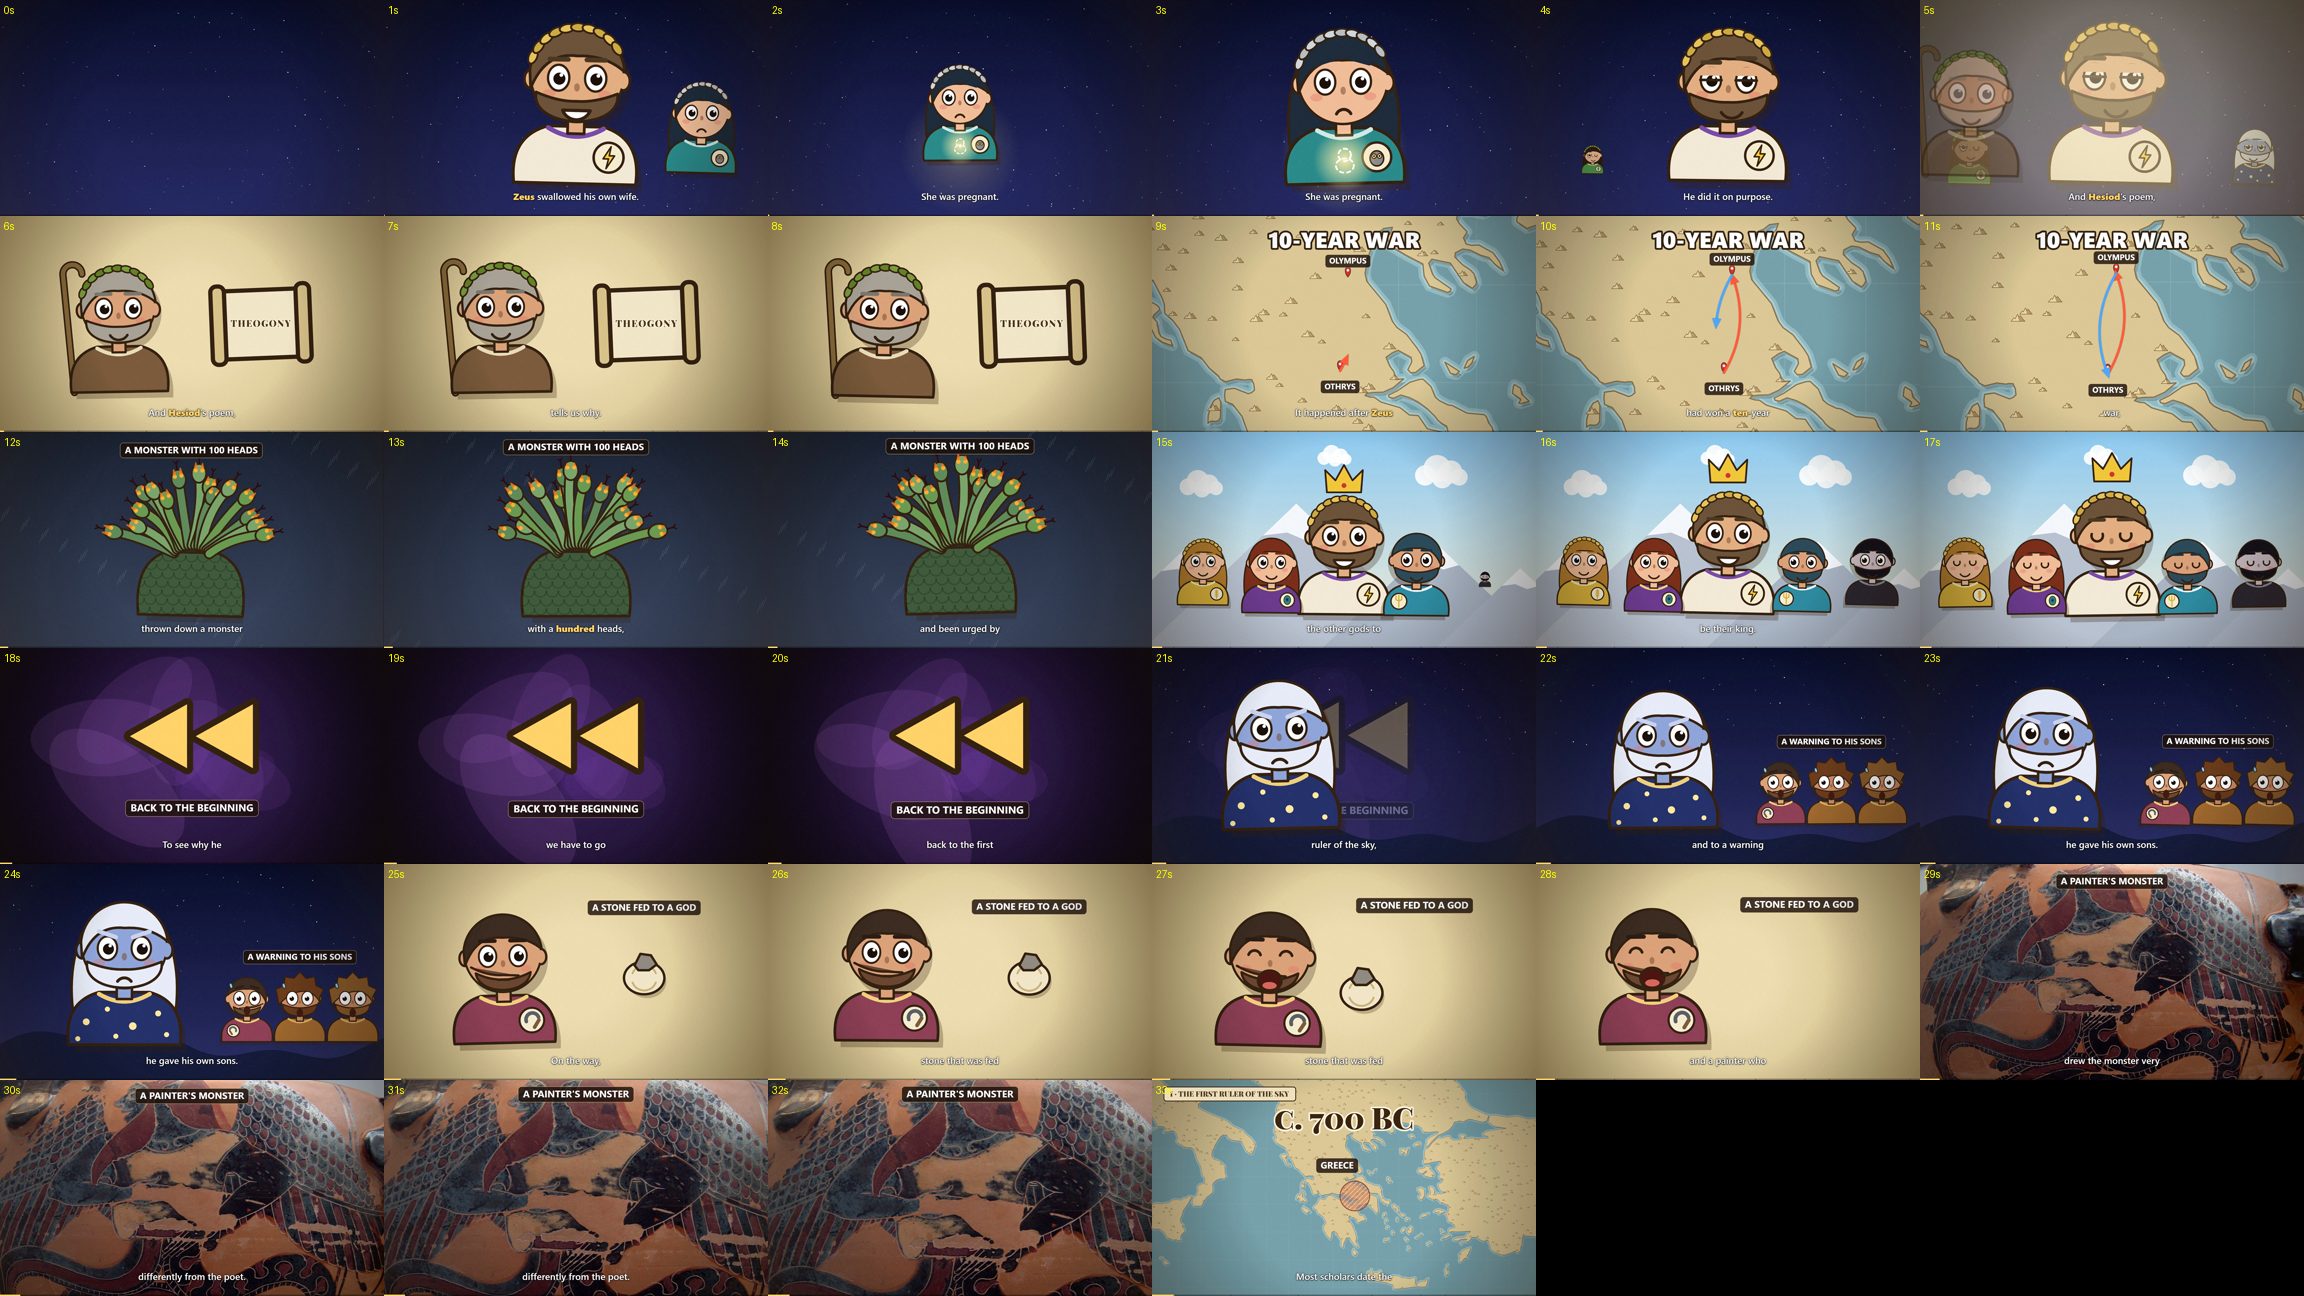 0s
1s
Zeus swallowed his own wife.
2s
She was pregnant.
3s
She was pregnant.
4s
He did it on purpose.
5s
And Hesiod's poem,
6s
THEOGONY
And Hesiod's poem,
7s
THEOGONY
tells us why.
8s
THEOGONY
9s
10-YEAR WAR
OLYMPUS
OTHRYS
It happened after Zeus
10s
10-YEAR WAR
OLYMPUS
OTHRYS
had won a ten-year
11s
10-YEAR WAR
OLYMPUS
OTHRYS
war,
12s
A MONSTER WITH 100 HEADS
thrown down a monster
13s
A MONSTER WITH 100 HEADS
with a hundred heads,
14s
A MONSTER WITH 100 HEADS
and been urged by
15s
the other gods to
16s
be their king.
17s
18s
BACK TO THE BEGINNING
To see why he
19s
BACK TO THE BEGINNING
we have to go
20s
BACK TO THE BEGINNING
back to the first
21s
E BEGINNING
ruler of the sky,
22s
A WARNING TO HIS SONS
and to a warning
23s
A WARNING TO HIS SONS
he gave his own sons.
24s
A WARNING TO HIS SONS
he gave his own sons.
25s
A STONE FED TO A GOD
On the way,
26s
A STONE FED TO A GOD
stone that was fed
27s
A STONE FED TO A GOD
stone that was fed
28s
A STONE FED TO A GOD
and a painter who
29s
A PAINTER'S MONSTER
drew the monster very
30s
A PAINTER'S MONSTER
differently from the poet.
31s
A PAINTER'S MONSTER
differently from the poet.
32s
A PAINTER'S MONSTER
33s
THE FIRST RULER OF THE SKY
C. 700 BC
GREECE
Most scholars date the